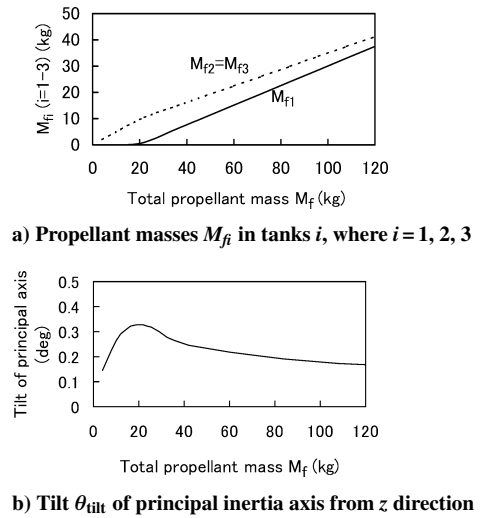 50
40
30
20
10
0
M_fi (i=1-3) (kg)
M_f2=M_f3
M_f1
0 20 40 60 80 100 120
Total propellant mass M_f (kg)
a) Propellant masses M_fi in tanks i, where i = 1, 2, 3
0.5
0.4
0.3
0.2
0.1
0
Tilt of principal axis
(deg)
0 20 40 60 80 100 120
Total propellant mass M_f (kg)
b) Tilt θ_tilt of principal inertia axis from z direction